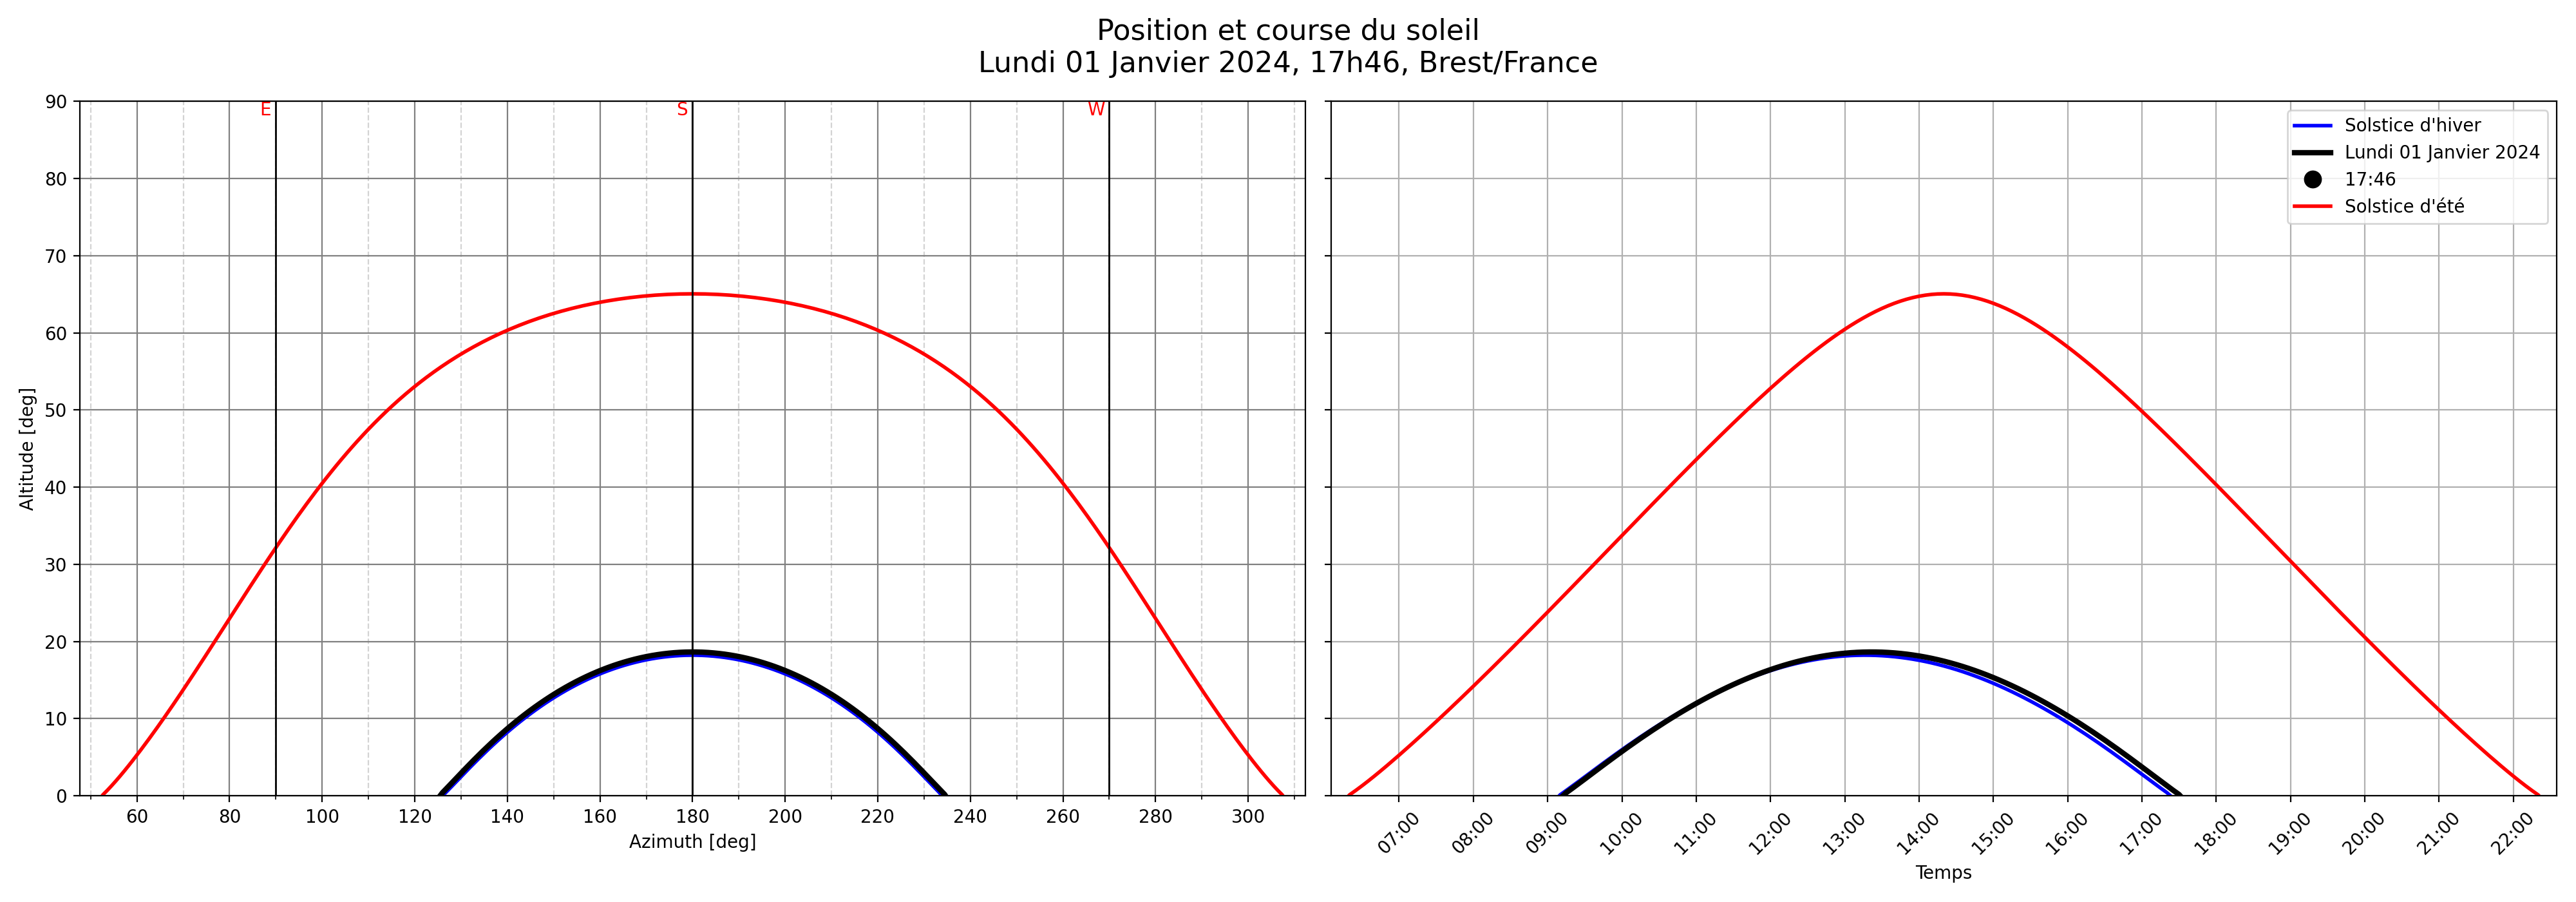 Position et course du soleil
Lundi 01 Janvier 2024, 17h46, Brest/France
E
S
W
90
80
70
60
50
40
30
20
10
0
Altitude [deg]
60 80 100 120 140 160 180 200 220 240 260 280 300
Azimuth [deg]
Solstice d'hiver
Lundi 01 Janvier 2024
17:46
Solstice d'été
07:00 08:00 09:00 10:00 11:00 12:00 13:00 14:00 15:00 16:00 17:00 18:00 19:00 20:00 21:00 22:00
Temps